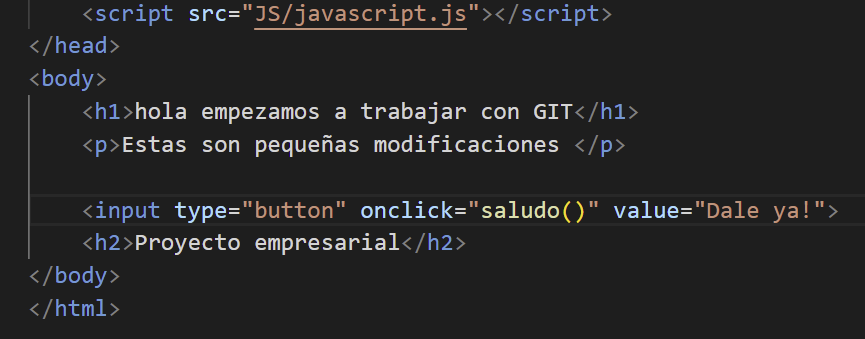 <script src="JS/javascript.js"></script>
</head>
<body>
<h1>hola empezamos a trabajar con GIT</h1>
<p>Estas son pequeñas modificaciones </p>
<input type="button" onclick="saludo()" value="Dale ya!">
<h2>Proyecto empresarial</h2>
</body>
</html>